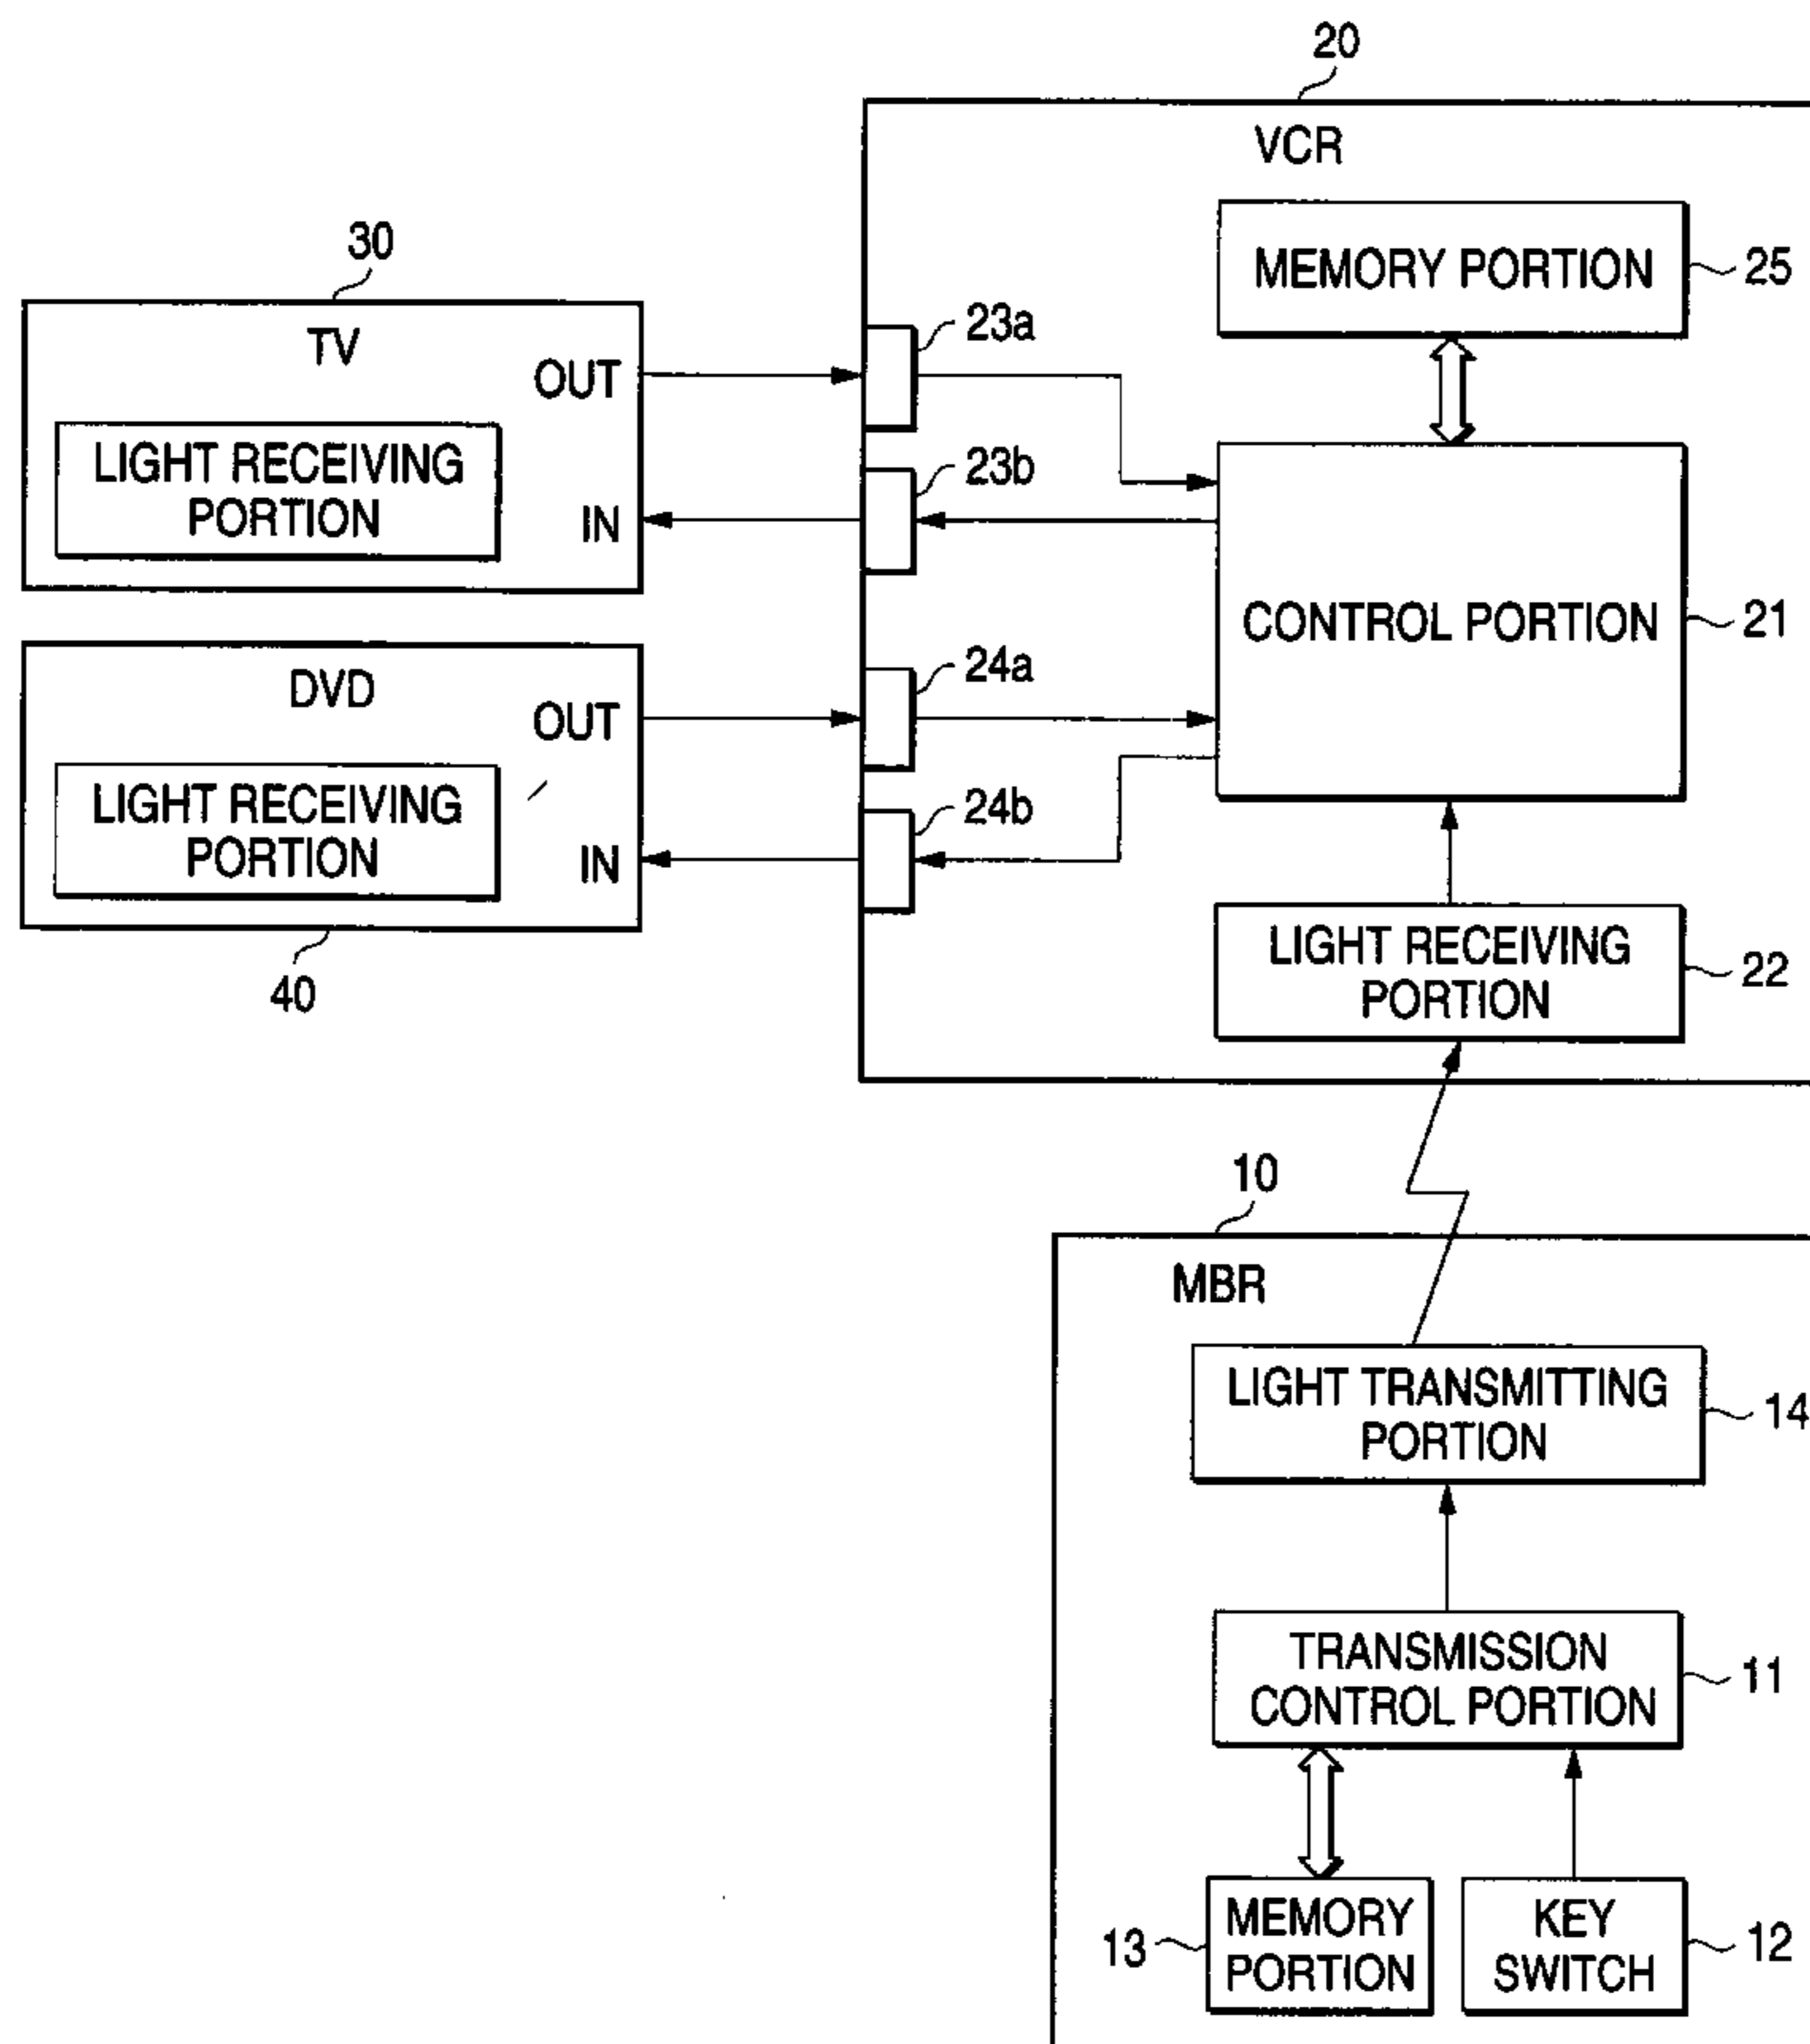 20
VCR
MEMORY PORTION
25
30
TV
OUT
23a
LIGHT RECEIVING
PORTION
IN
23b
CONTROL PORTION
21
DVD
OUT
24a
LIGHT RECEIVING
PORTION
IN
24b
40
LIGHT RECEIVING
PORTION
22
10
MBR
LIGHT TRANSMITTING
PORTION
14
TRANSMISSION
CONTROL PORTION
11
13
MEMORY
PORTION
KEY
SWITCH
12